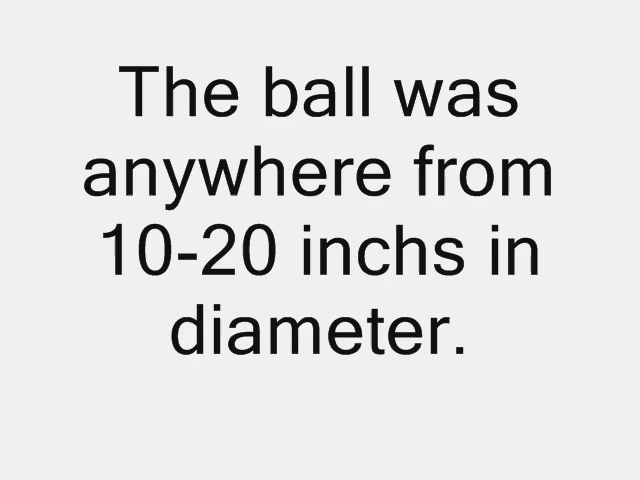 The ball was
anywhere from
10-20 inchs in
diameter.